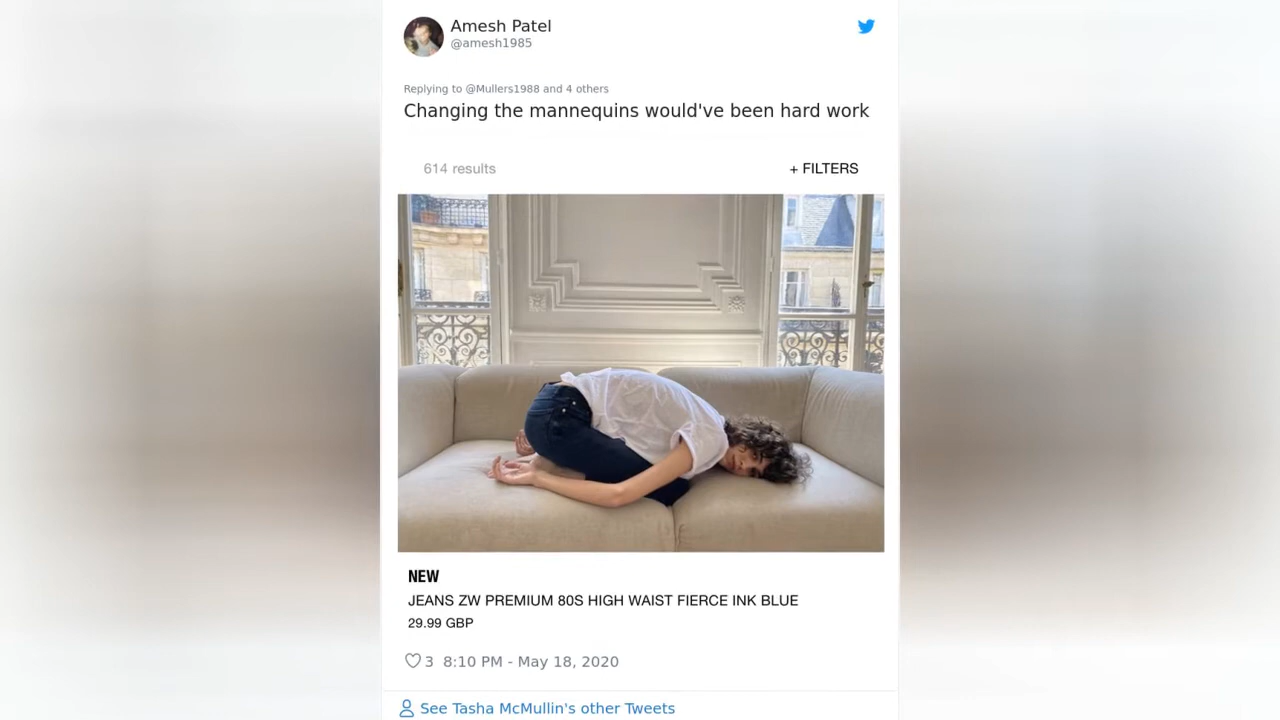 Amesh Patel
@amesh1985
Replying to @Mullers1988 and 4 others
Changing the mannequins would've been hard work
614 results
+ FILTERS
NEW
JEANS ZW PREMIUM 80S HIGH WAIST FIERCE INK BLUE
29.99 GBP
3 8:10 PM - May 18, 2020
See Tasha McMullin's other Tweets